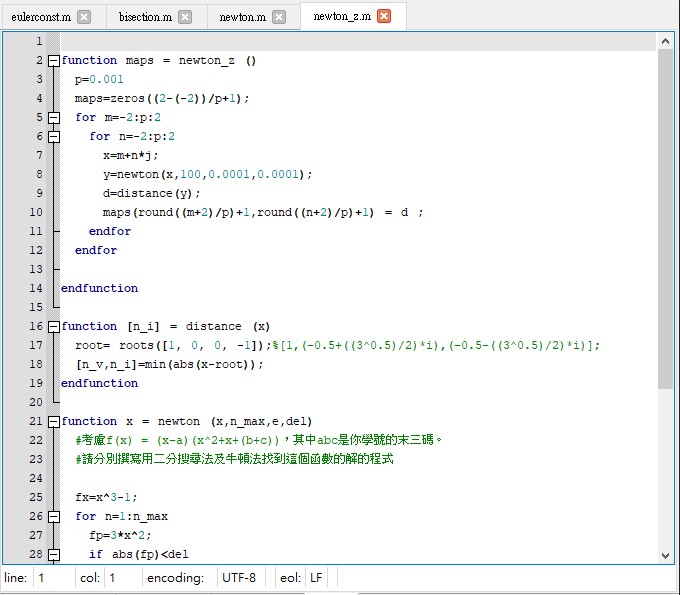 eulerconst.m bisection.m newton.m newton_z.m
1
2 function maps = newton_z ()
3 p=0.001
4 maps=zeros((2-(-2))/p+1);
5 for m=-2:p:2
6 for n=-2:p:2
7 x=m+n*j;
8 y=newton(x,100,0.0001,0.0001);
9 d=distance(y);
10 maps(round((m+2)/p)+1,round((n+2)/p)+1) = d ;
11 endfor
12 endfor
13
14 endfunction
15
16 function [n_i] = distance (x)
17 root= roots([1, 0, 0, -1]);%[1,(-0.5+((3^0.5)/2)*i),(-0.5-((3^0.5)/2)*i)];
18 [n_v,n_i]=min(abs(x-root));
19 endfunction
20
21 function x = newton (x,n_max,e,del)
22 #考慮f(x) = (x-a)(x^2+x+(b+c))，其中abc是你學號的末三碼。
23 #請分別撰寫用二分搜尋法及牛頓法找到這個函數的解的程式
24
25 fx=x^3-1;
26 for n=1:n_max
27 fp=3*x^2;
28 if abs(fp)<del
line: 1 col: 1 encoding: UTF-8 eol: LF